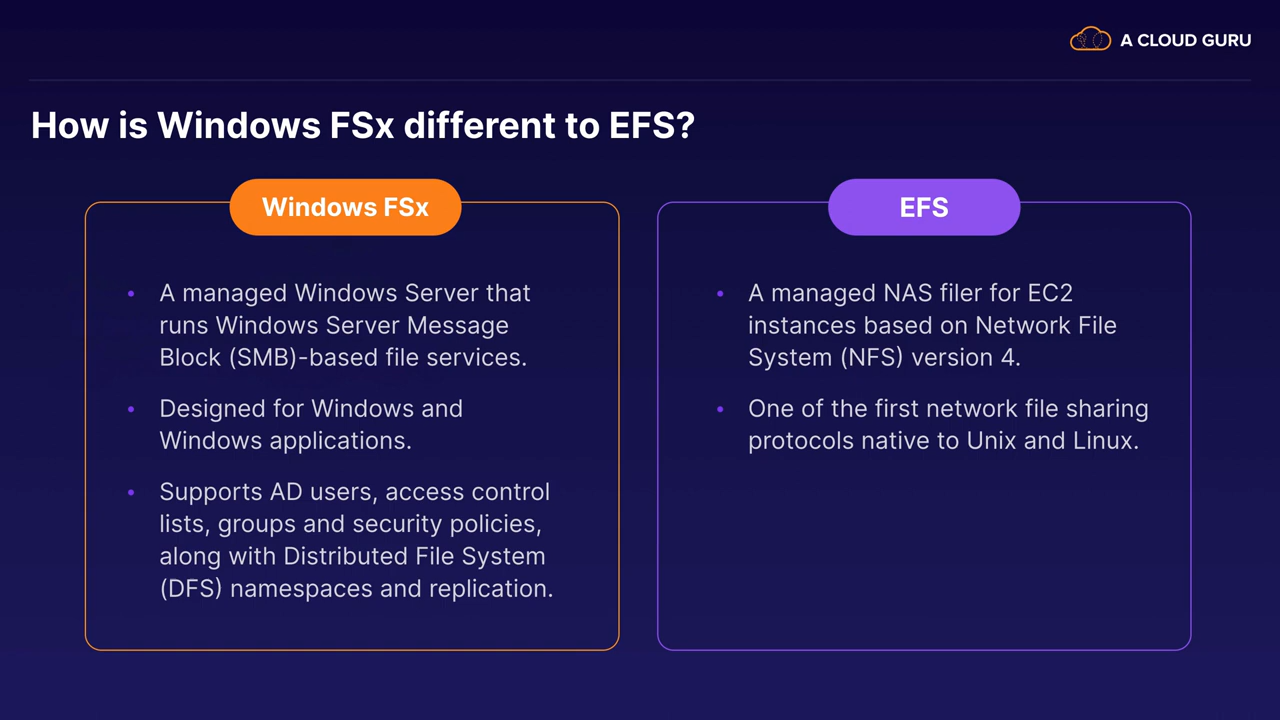 A CLOUD GURU
How is Windows FSx different to EFS?
Windows FSx
• A managed Windows Server that
runs Windows Server Message
Block (SMB)-based file services.
• Designed for Windows and
Windows applications.
• Supports AD users, access control
lists, groups and security policies,
along with Distributed File System
(DFS) namespaces and replication.
EFS
• A managed NAS filer for EC2
instances based on Network File
System (NFS) version 4.
• One of the first network file sharing
protocols native to Unix and Linux.